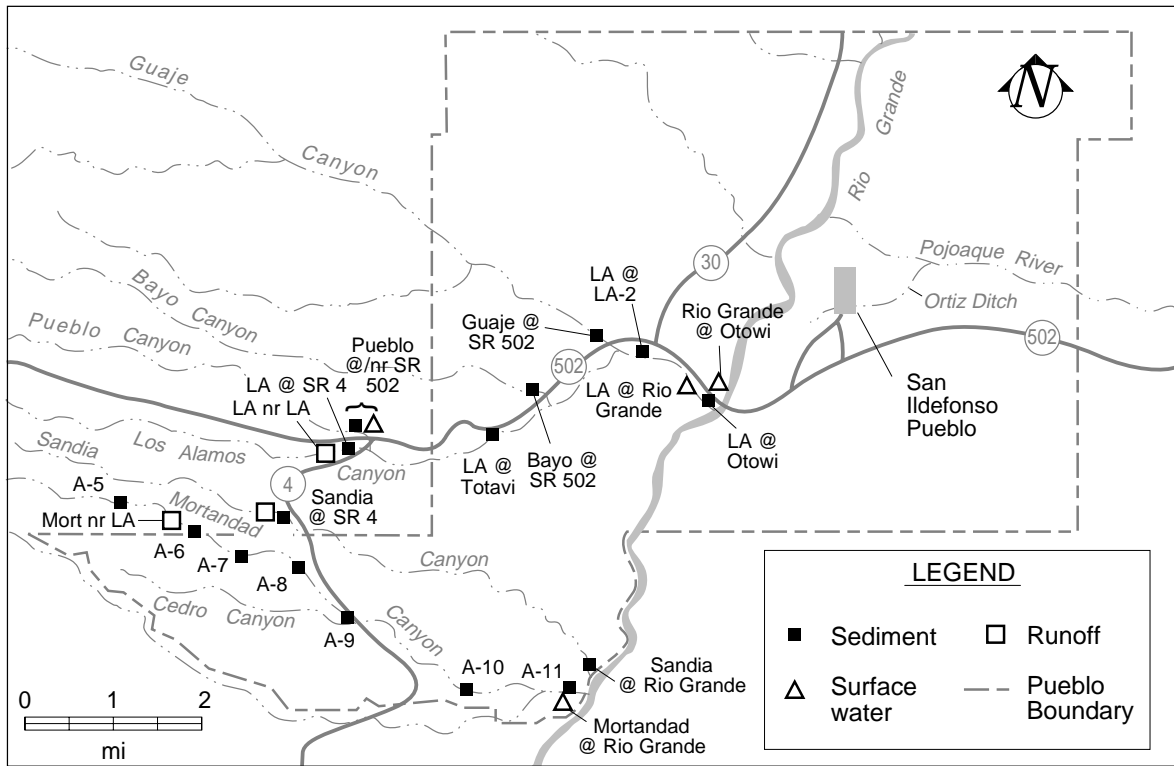 Guaje
Canyon
N
Rio
Grande
Pojoaque River
Ortiz Ditch
30
LA @
LA-2
Rio Grande
@ Otowi
Guaje @
SR 502
502
502
Bayo
Canyon
Pueblo
Canyon
Pueblo
@/nr SR
502
LA @ SR 4
LA nr LA
LA @ Rio
Grande
San
Ildefonso
Pueblo
LA @
Otowi
LA @
Totavi
Bayo @
SR 502
Sandia
Los Alamos
Canyon
4
Sandia
@ SR 4
A-5
Mortandad
Mort nr LA
A-6
A-7
A-8
Canyon
Cedro Canyon
A-9
Canyon
A-10
A-11
Sandia
@ Rio Grande
Mortandad
@ Rio Grande
0 1 2
mi
LEGEND
Sediment
Runoff
Surface
water
Pueblo
Boundary